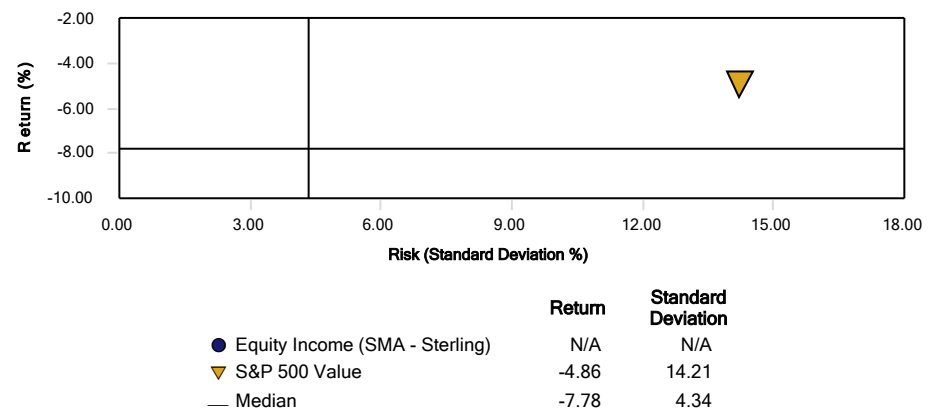 -2.00
-4.00
-6.00
-8.00
-10.00
Return (%)
0.00 3.00 6.00 9.00 12.00 15.00 18.00
Risk (Standard Deviation %)
Return Standard Deviation
Equity Income (SMA - Sterling) N/A N/A
S&P 500 Value -4.86 14.21
Median -7.78 4.34